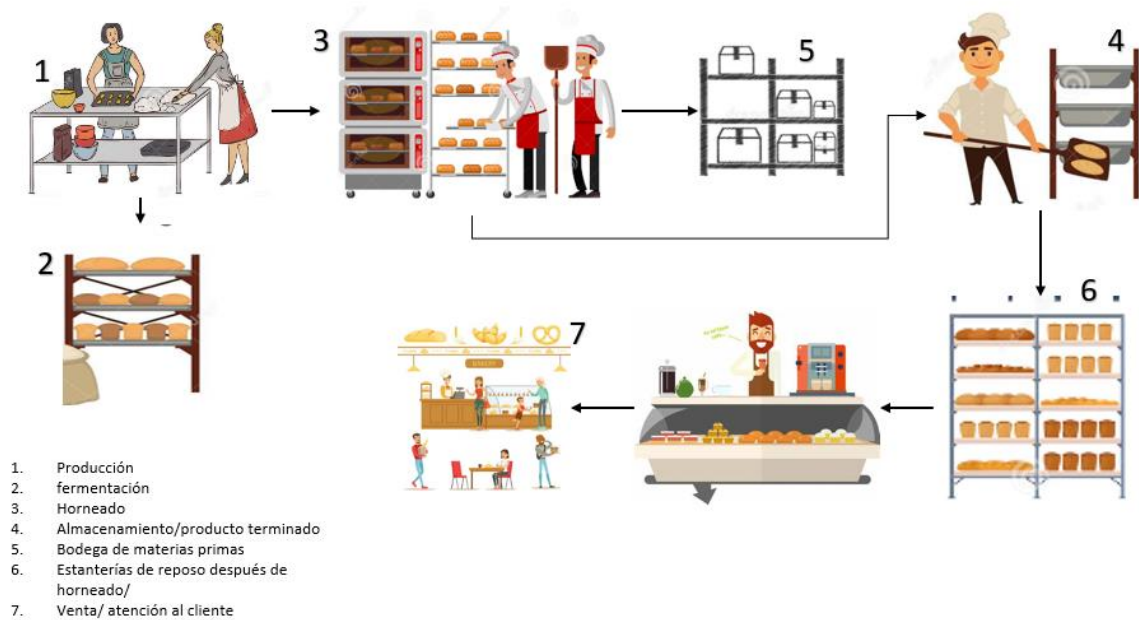 1
3
5
4
2
6
7
1. Producción
2. fermentación
3. Horneado
4. Almacenamiento/producto terminado
5. Bodega de materias primas
6. Estanterías de reposo después de
horneado/
7. Venta/ atención al cliente